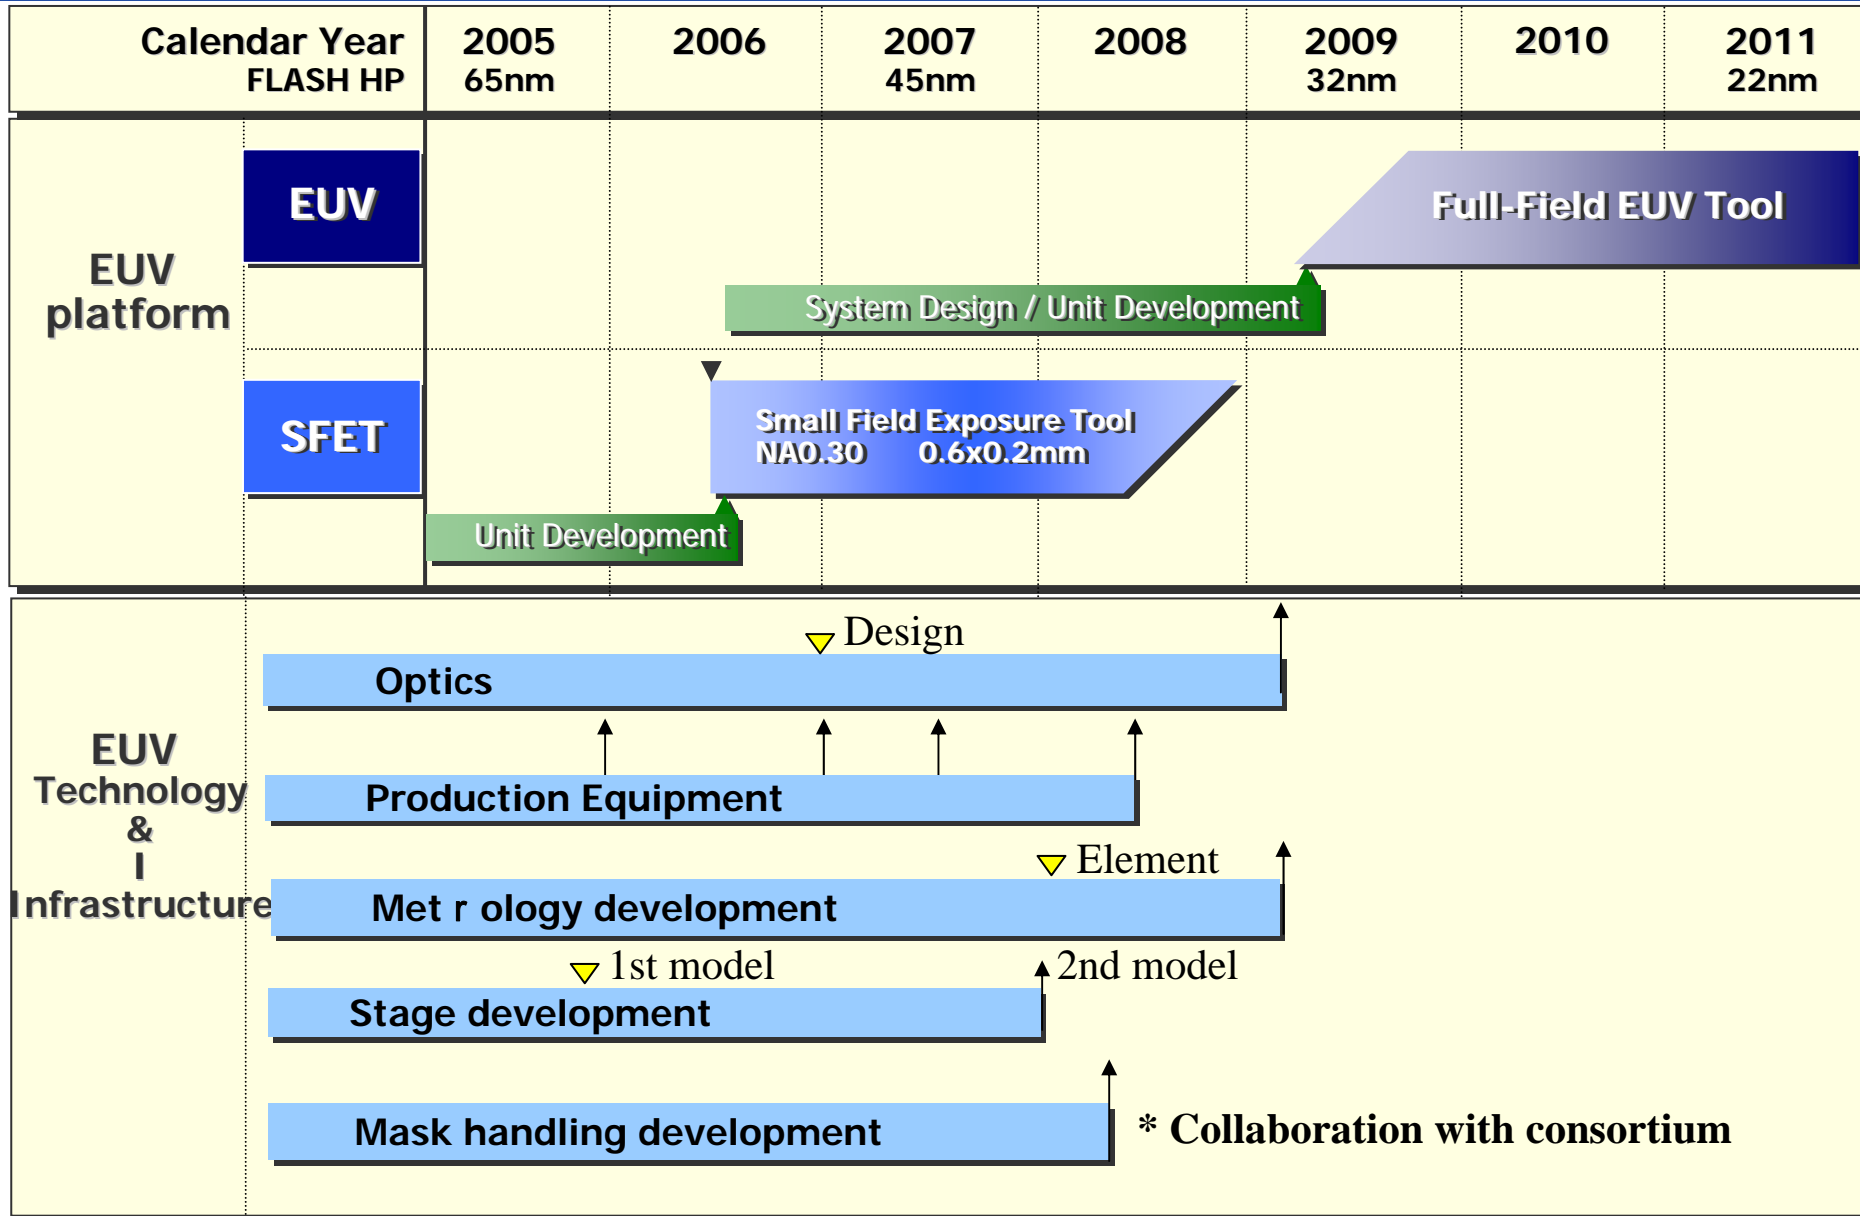 Calendar Year 2005 2006 2007 2008 2009 2010 2011
FLASH HP 65nm 45nm 32nm 22nm
EUV
platform
EUV
Full-Field EUV Tool
System Design / Unit Development
SFET
Small Field Exposure Tool
NA0.30 0.6x0.2mm
Unit Development
EUV
Technology
&
I
Infrastructure
Design
Optics
Production Equipment
Element
Met r ology development
1st model
2nd model
Stage development
Mask handling development
* Collaboration with consortium